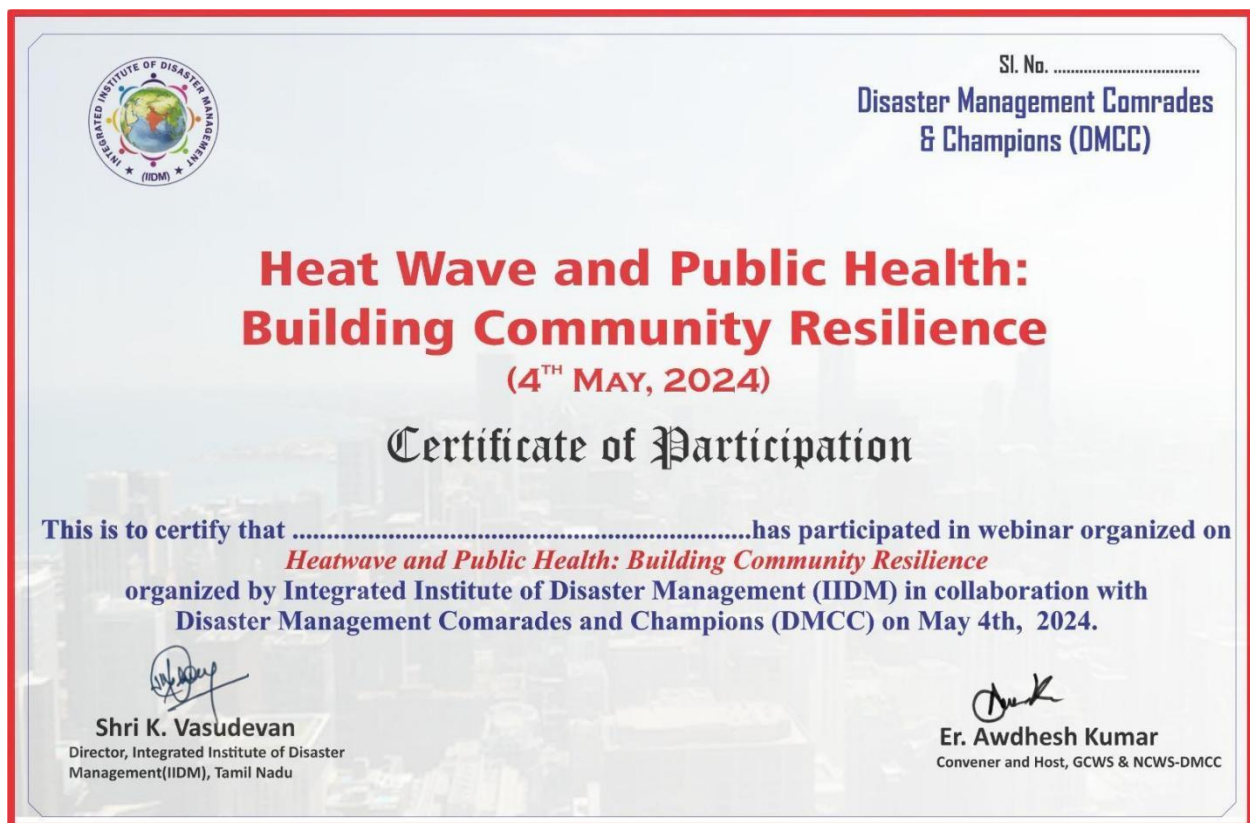 INTEGRATED INSTITUTE OF DISASTER MANAGEMENT
(IIDM)
Sl. No. ..................................
Disaster Management Comrades
& Champions (DMCC)
Heat Wave and Public Health:
Building Community Resilience
(4TH MAY, 2024)
Certificate of Participation
This is to certify that .....................................................................has participated in webinar organized on
Heatwave and Public Health: Building Community Resilience
organized by Integrated Institute of Disaster Management (IIDM) in collaboration with
Disaster Management Comarades and Champions (DMCC) on May 4th, 2024.
Shri K. Vasudevan
Director, Integrated Institute of Disaster
Management(IIDM), Tamil Nadu
Er. Awdhesh Kumar
Convener and Host, GCWS & NCWS-DMCC